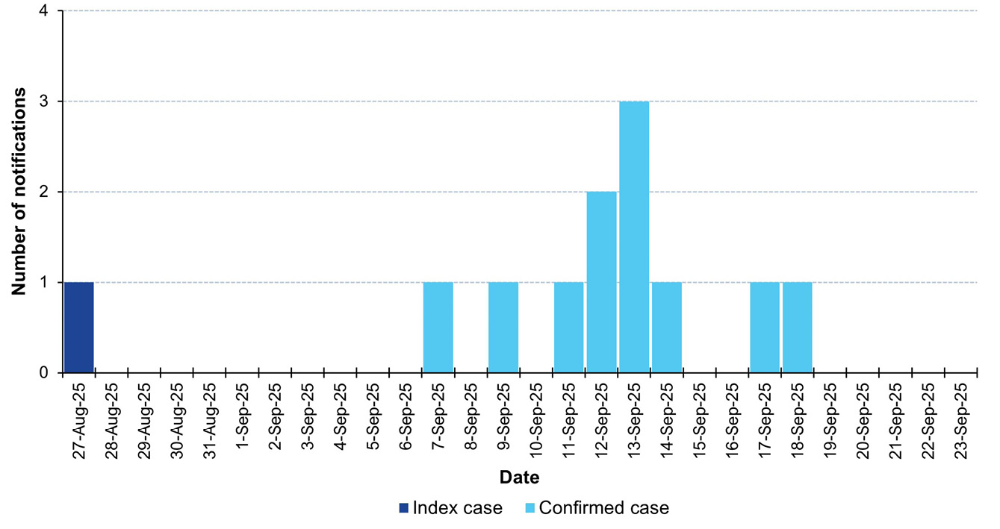 Number of notifications
4
3
2
1
0
27-Aug-25
28-Aug-25
29-Aug-25
30-Aug-25
31-Aug-25
1-Sep-25
2-Sep-25
3-Sep-25
4-Sep-25
5-Sep-25
6-Sep-25
7-Sep-25
8-Sep-25
9-Sep-25
10-Sep-25
11-Sep-25
12-Sep-25
13-Sep-25
14-Sep-25
15-Sep-25
16-Sep-25
17-Sep-25
18-Sep-25
19-Sep-25
20-Sep-25
21-Sep-25
22-Sep-25
23-Sep-25
Date
Index case
Confirmed case